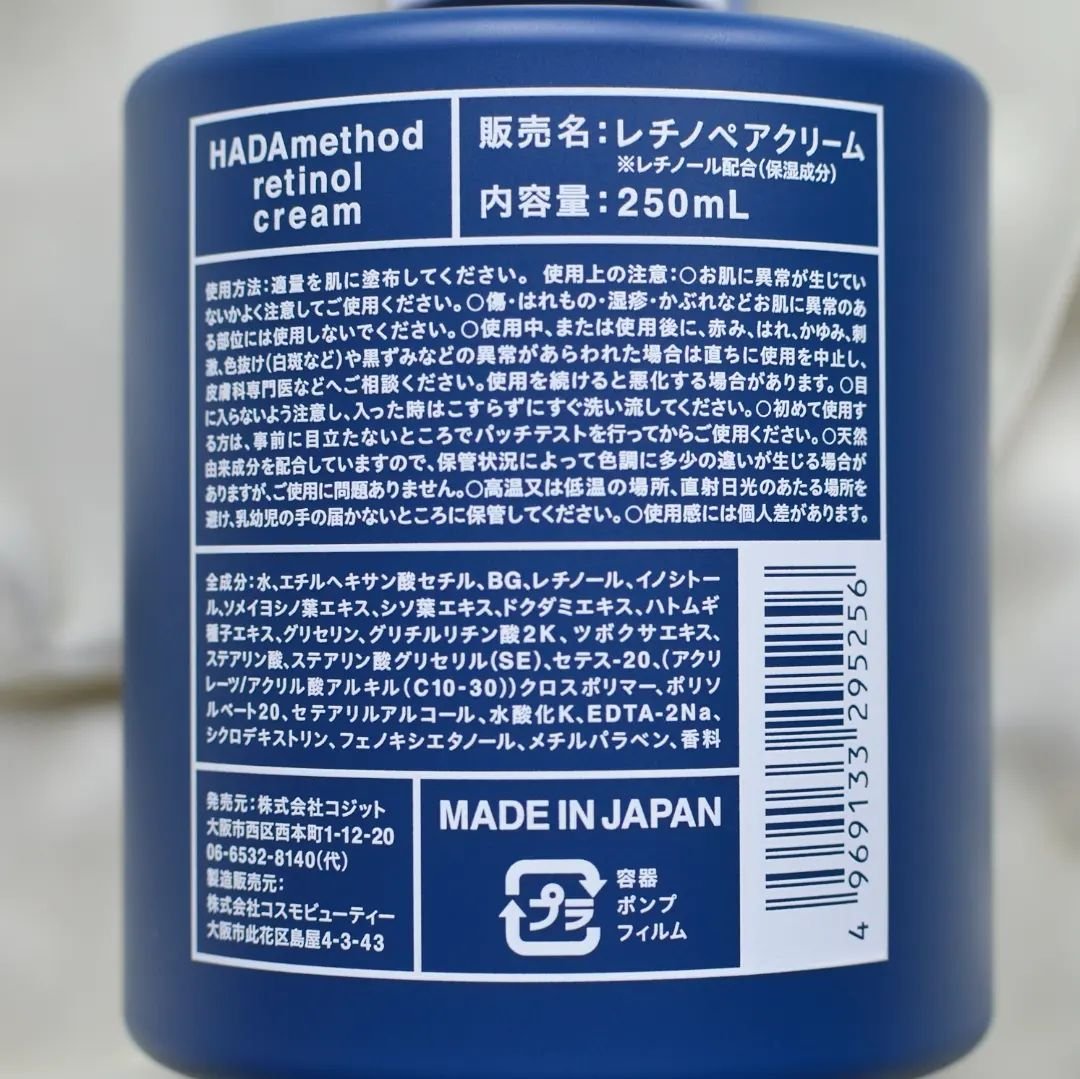 HADAmethod
retinol
cream
販売名：レチノペアクリーム
※レチノール配合（保湿成分）
内容量：250mL
使用方法：適量を肌に塗布してください。 使用上の注意：○お肌に異常が生じてい
ないかよく注意してご使用ください。○傷・はれもの・湿疹・かぶれなどお肌に異常のあ
る部位には使用しないでください。○使用中、または使用後に、赤み、はれ、かゆみ、刺
激、色抜け（白斑など）や黒ずみなどの異常があらわれた場合は直ちに使用を中止し、
皮膚科専門医などへご相談ください。使用を続けると悪化する場合があります。○目
に入らないよう注意し、入った時はこすらずにすぐ洗い流してください。○初めて使用す
る方は、事前に目立たないところでパッチテストを行ってからご使用ください。○天然
由来成分を配合していますので、保管状況によって色調に多少の違いが生じる場合が
ありますが、ご使用に問題ありません。○高温又は低温の場所、直射日光のあたる場所を
避け、乳幼児の手の届かないところに保管してください。○使用感には個人差があります。
全成分：水、エチルヘキサン酸セチル、BG、レチノール、イノシトー
ル、ソメイヨシノ葉エキス、シソ葉エキス、ドクダミエキス、ハトムギ
種子エキス、グリセリン、グリチルリチン酸2K、ツボクサエキス、
ステアリン酸、ステアリン酸グリセリル（SE）、セテス-20、（アクリ
レーツ/アクリル酸アルキル（C10-30））クロスポリマー、ポリソ
ルベート20、セテアリルアルコール、水酸化K、EDTA-2Na、
シクロデキストリン、フェノキシエタノール、メチルパラベン、香料
発売元：株式会社コジット
大阪市西区西本町1-12-20
06-6532-8140（代）
製造販売元：
株式会社コスモビューティー
大阪市此花区島屋4-3-43
MADE IN JAPAN
プラ
容器
ポンプ
フィルム
4 969133 295256